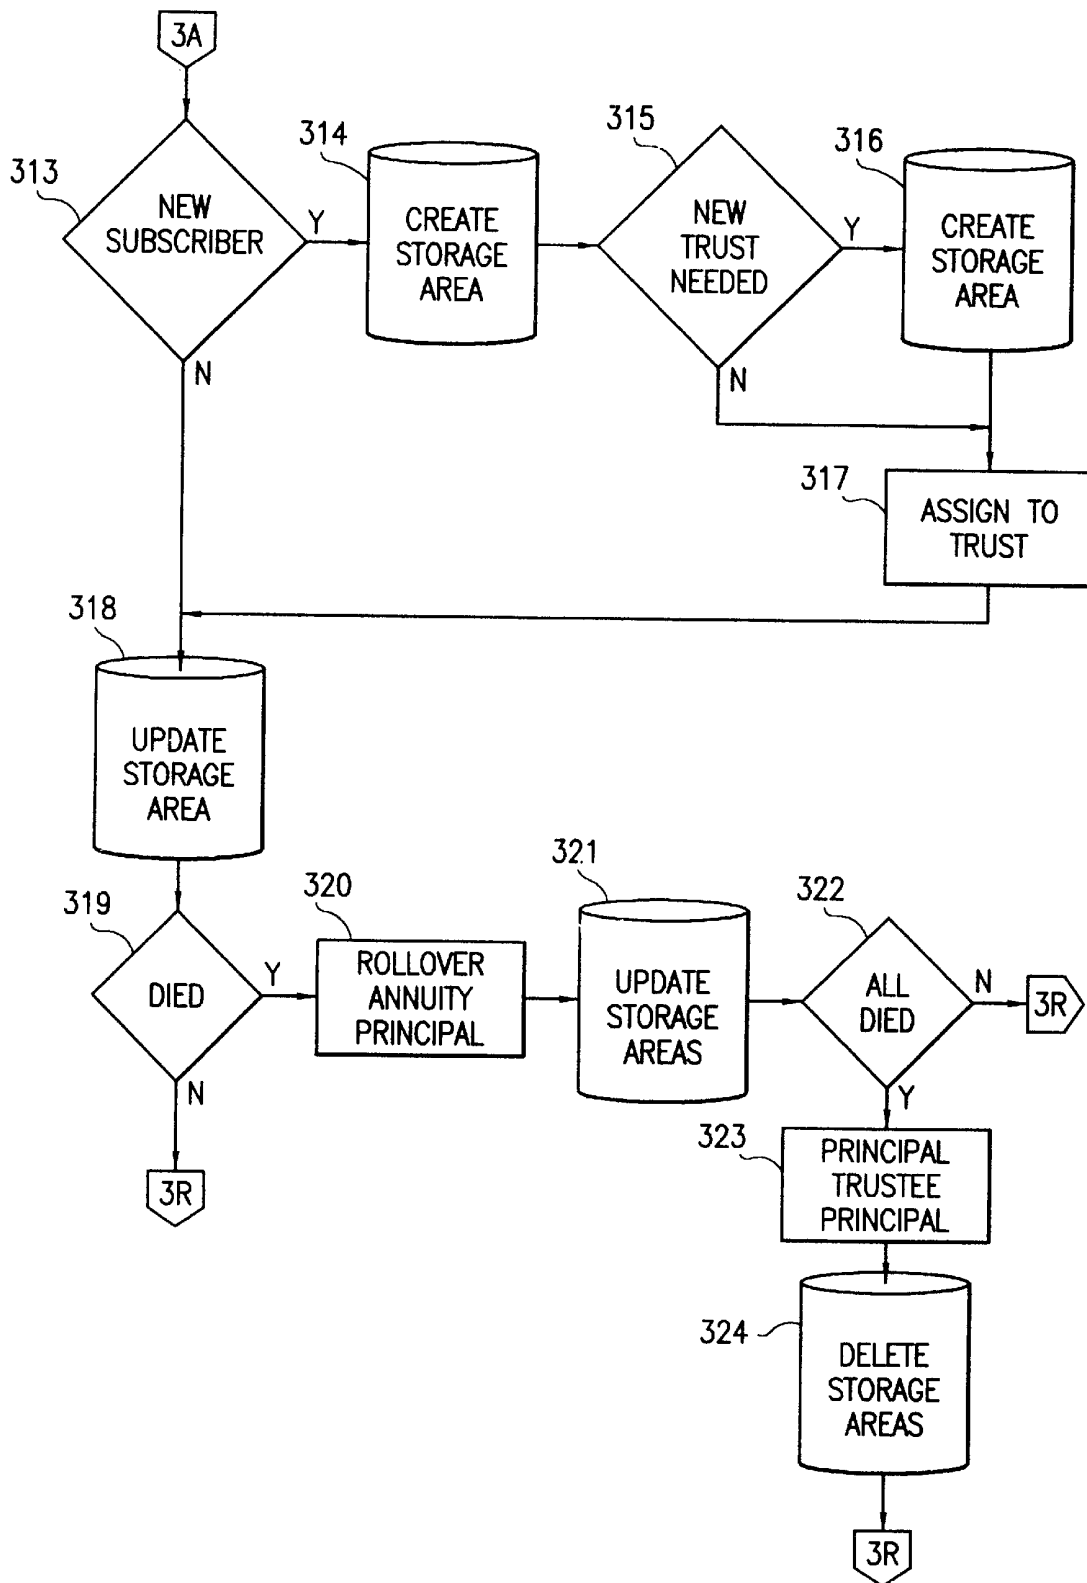 3A
313
NEW
SUBSCRIBER
Y
N
314
CREATE
STORAGE
AREA
315
NEW
TRUST
NEEDED
Y
N
316
CREATE
STORAGE
AREA
317
ASSIGN TO
TRUST
318
UPDATE
STORAGE
AREA
319
DIED
Y
N
3R
320
ROLLOVER
ANNUITY
PRINCIPAL
321
UPDATE
STORAGE
AREAS
322
ALL
DIED
N
3R
Y
323
PRINCIPAL
TRUSTEE
PRINCIPAL
324
DELETE
STORAGE
AREAS
3R